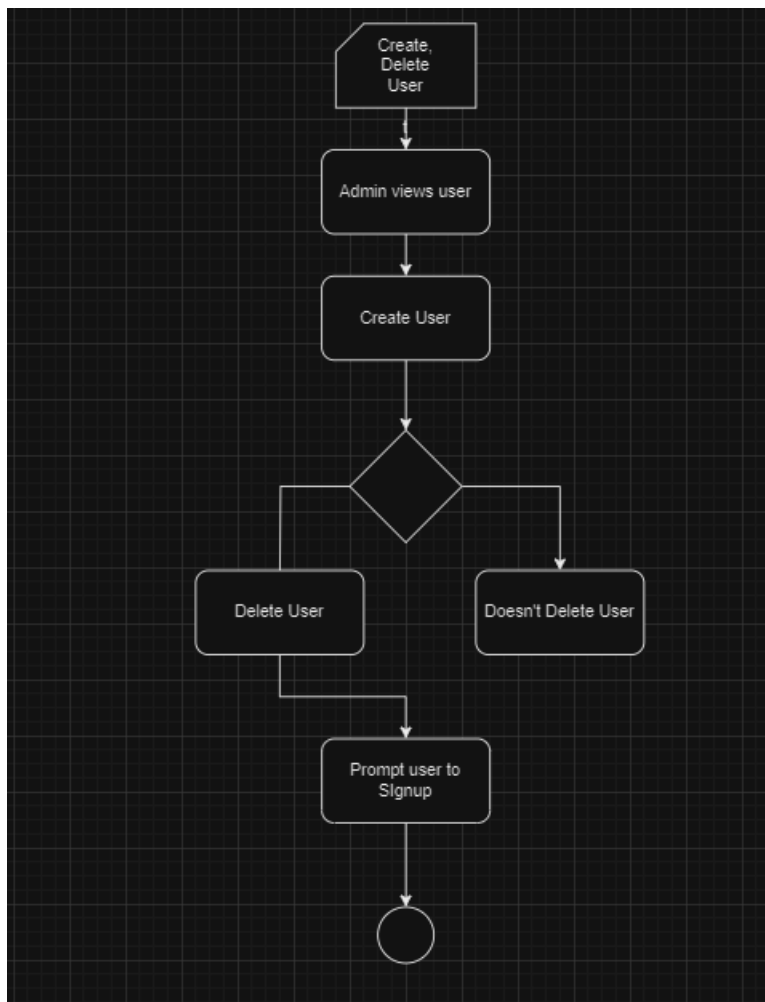 Create,
Delete
User
t
Admin views user
Create User
Delete User
Doesn't Delete User
Prompt user to
SIgnup